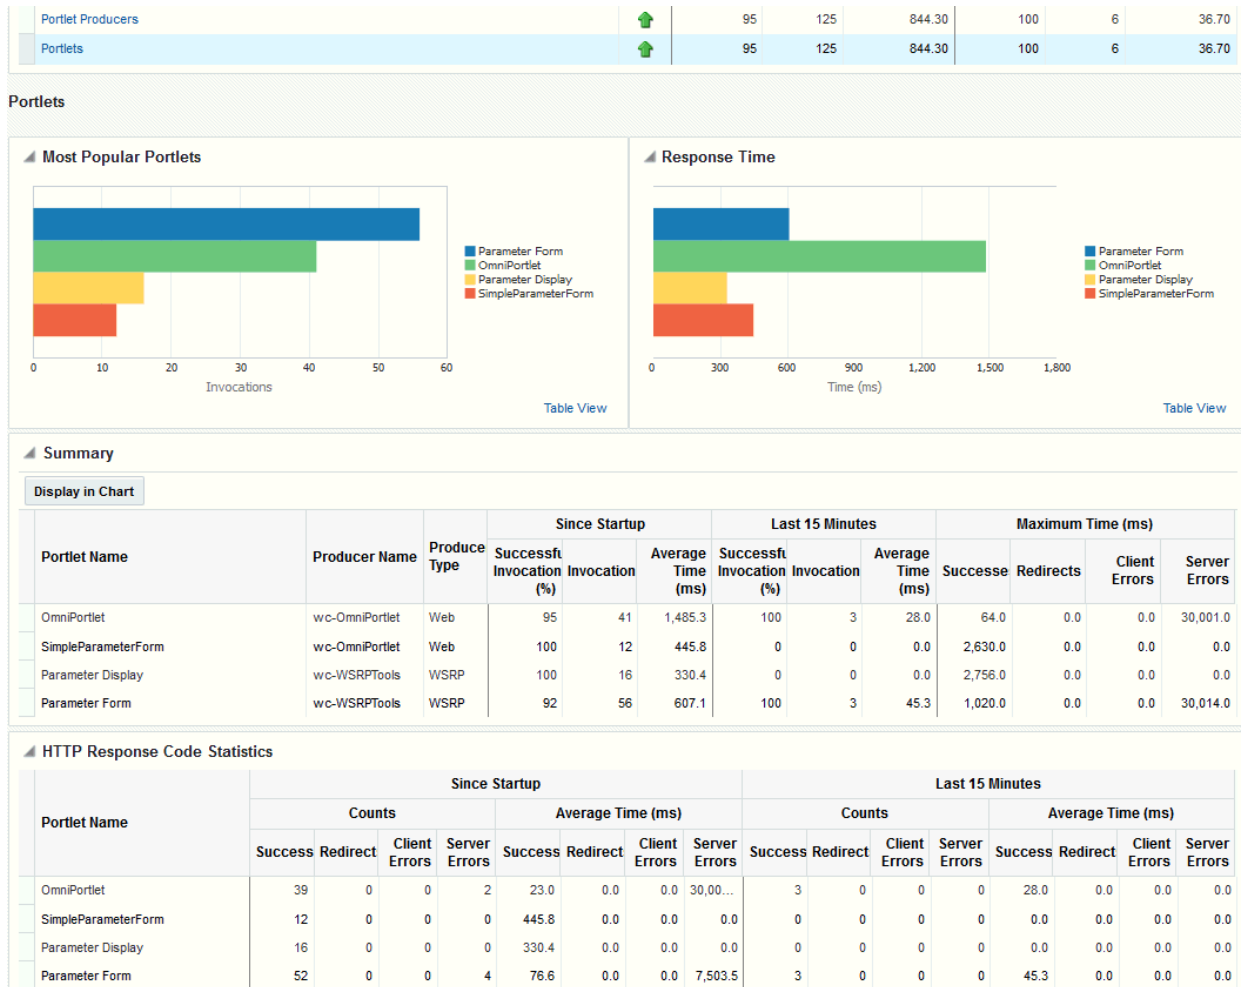 Portlet Producers 95 125 844.30 100 6 36.70
Portlets 95 125 844.30 100 6 36.70
Portlets
Most Popular Portlets
Parameter Form
OmniPortlet
Parameter Display
SimpleParameterForm
0 10 20 30 40 50 60
Invocations
Table View
Response Time
Parameter Form
OmniPortlet
Parameter Display
SimpleParameterForm
0 300 600 900 1,200 1,500 1,800
Time (ms)
Table View
Summary
Display in Chart
Since Startup Last 15 Minutes Maximum Time (ms)
Portlet Name Producer Name Produce Type Successfu Invocation (%) Invocation Average Time (ms) Successfu Invocation (%) Invocation Average Time (ms) Successe Redirects Client Errors Server Errors
OmniPortlet wc-OmniPortlet Web 95 41 1,485.3 100 3 28.0 64.0 0.0 0.0 30,001.0
SimpleParameterForm wc-OmniPortlet Web 100 12 445.8 0 0 0.0 2,630.0 0.0 0.0 0.0
Parameter Display wc-WSRPTools WSRP 100 16 330.4 0 0 0.0 2,756.0 0.0 0.0 0.0
Parameter Form wc-WSRPTools WSRP 92 56 607.1 100 3 45.3 1,020.0 0.0 0.0 30,014.0
HTTP Response Code Statistics
Since Startup Last 15 Minutes
Portlet Name Counts Average Time (ms) Counts Average Time (ms)
Success Redirect Client Errors Server Errors Success Redirect Client Errors Server Errors Success Redirect Client Errors Server Errors Success Redirect Client Errors Server Errors
OmniPortlet 39 0 0 2 23.0 0.0 0.0 30,00... 3 0 0 0 28.0 0.0 0.0 0.0
SimpleParameterForm 12 0 0 0 445.8 0.0 0.0 0.0 0 0 0 0 0.0 0.0 0.0 0.0
Parameter Display 16 0 0 0 330.4 0.0 0.0 0.0 0 0 0 0 0.0 0.0 0.0 0.0
Parameter Form 52 0 0 4 76.6 0.0 0.0 7,503.5 3 0 0 0 45.3 0.0 0.0 0.0